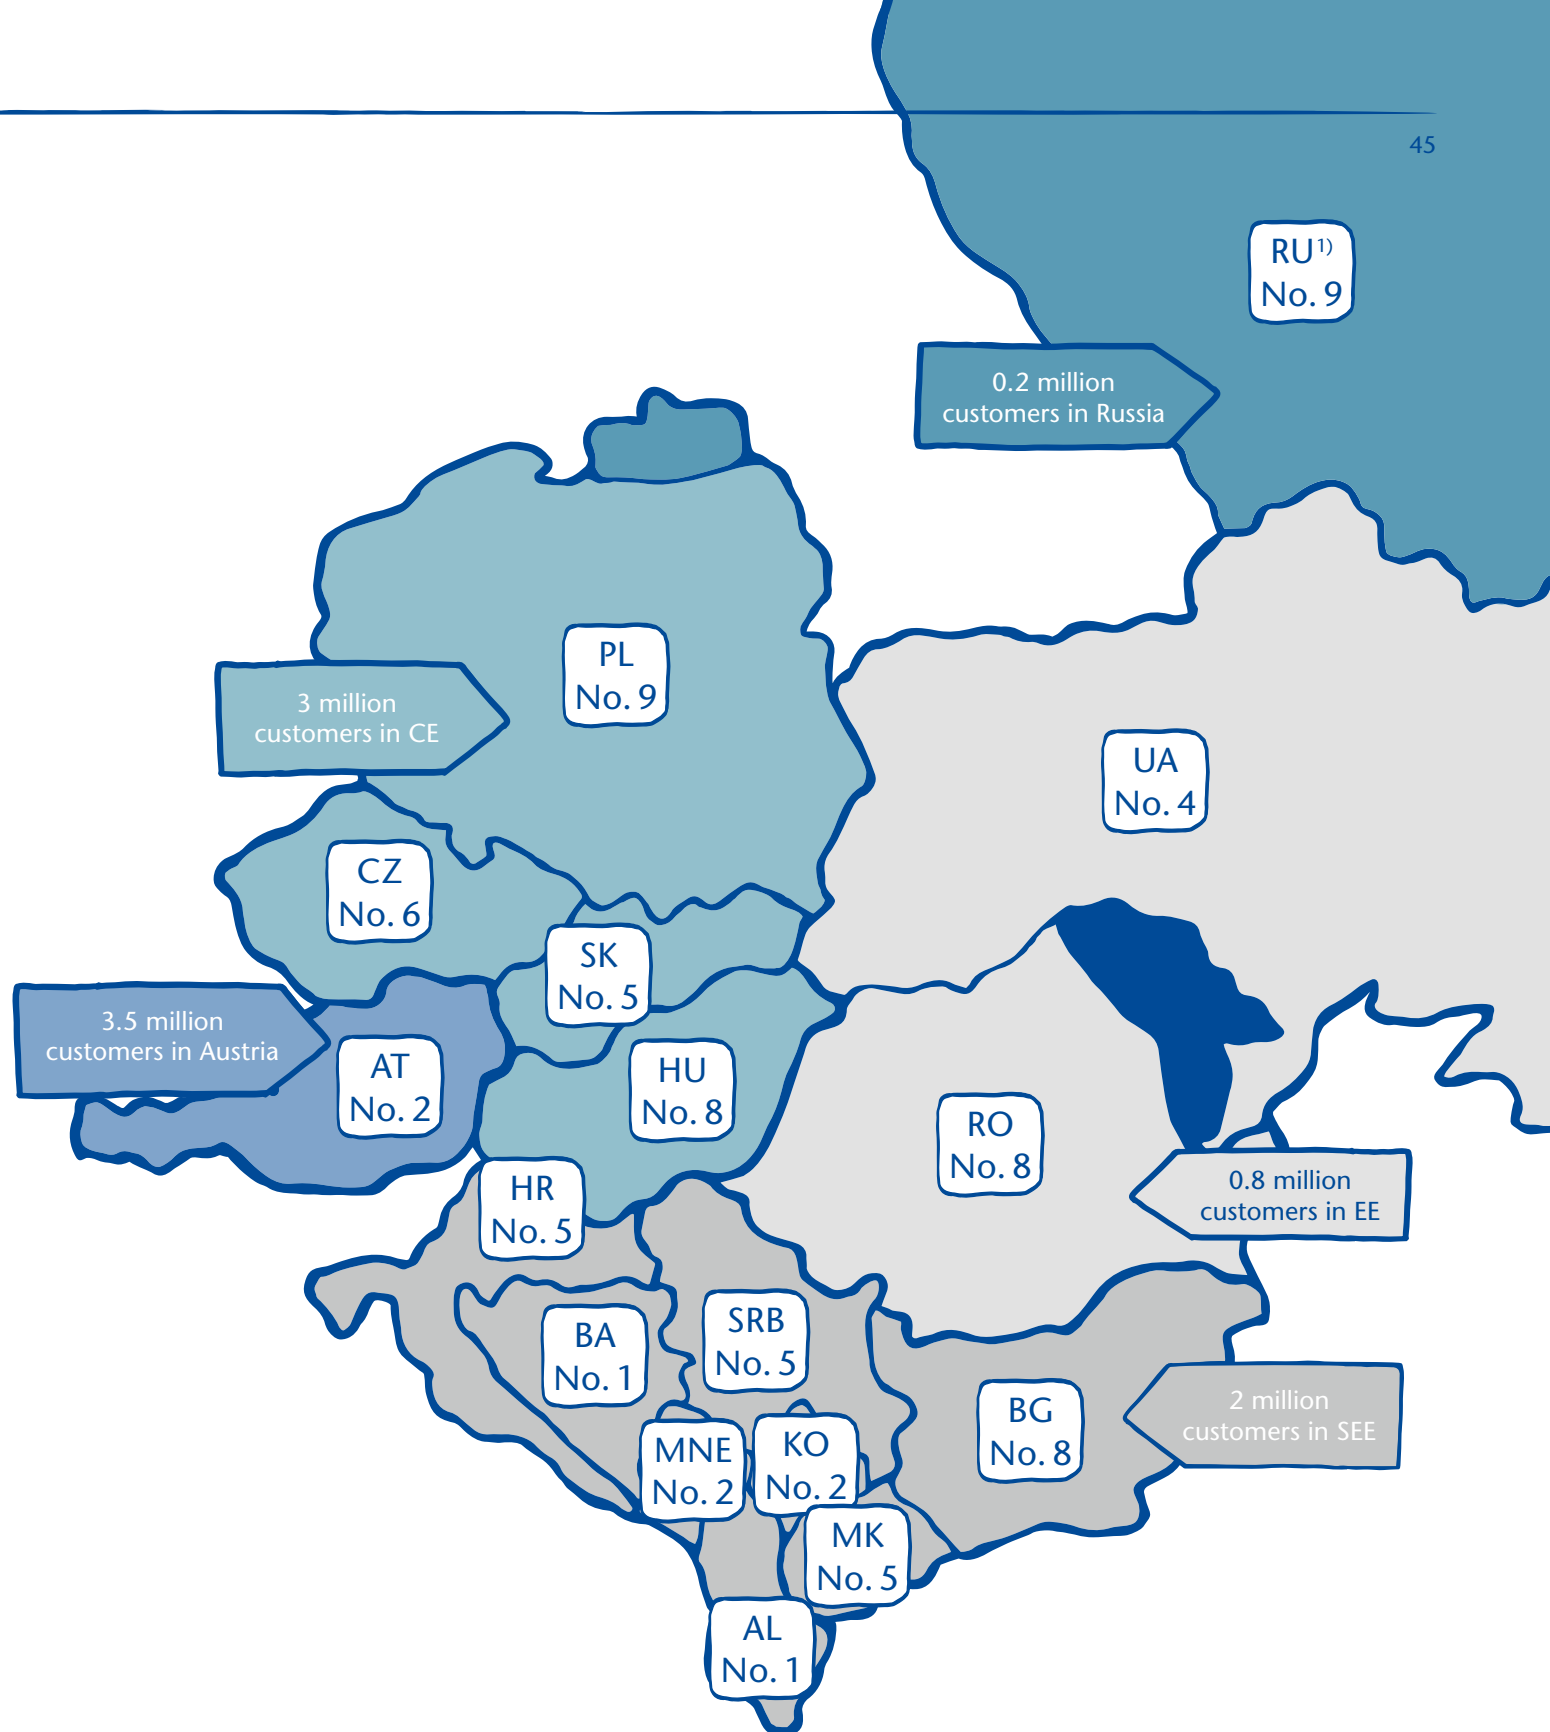 45
RU¹⁾
No. 9
0.2 million
customers in Russia
PL
No. 9
3 million
customers in CE
UA
No. 4
CZ
No. 6
SK
No. 5
3.5 million
customers in Austria
AT
No. 2
HU
No. 8
RO
No. 8
0.8 million
customers in EE
HR
No. 5
BA
No. 1
SRB
No. 5
BG
No. 8
2 million
customers in SEE
MNE
No. 2
KO
No. 2
MK
No. 5
AL
No. 1